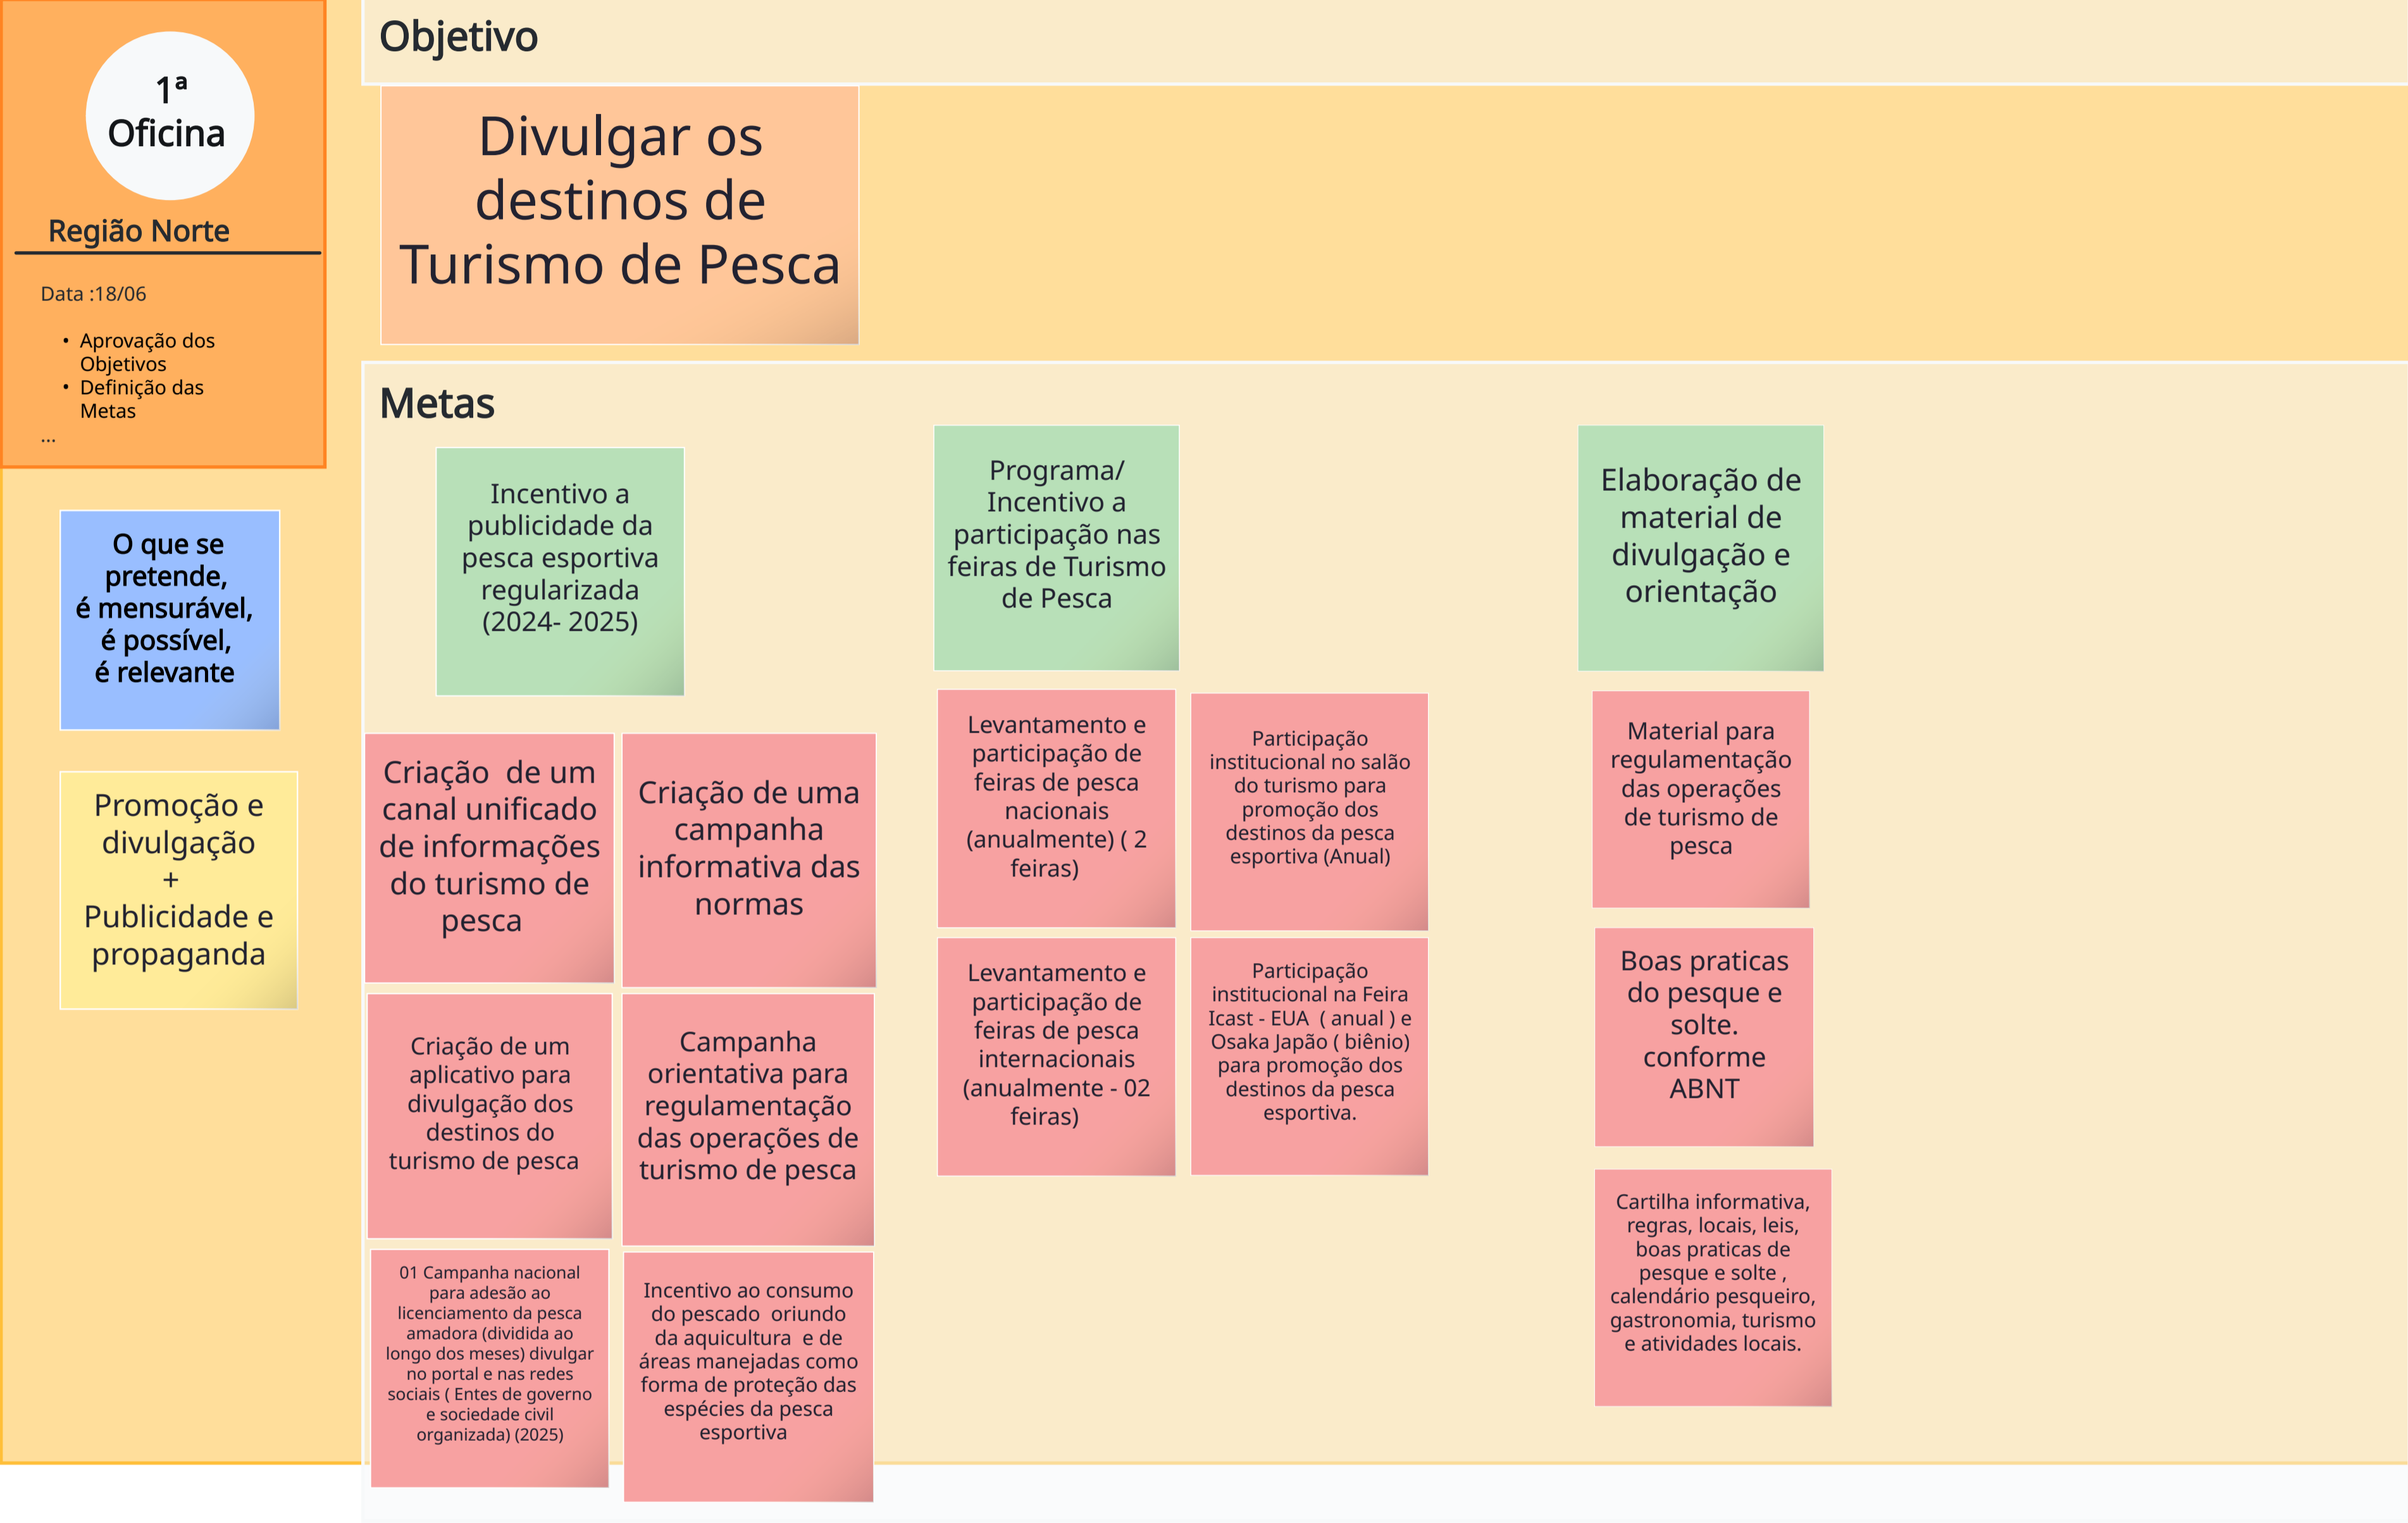 1ª
Oficina
Região Norte
Data :18/06
• Aprovação dos
Objetivos
• Definição das
Metas
...
O que se
pretende,
é mensurável,
é possível,
é relevante
Promoção e
divulgação
+
Publicidade e
propaganda
Objetivo
Divulgar os
destinos de
Turismo de Pesca
Metas
Incentivo a
publicidade da
pesca esportiva
regularizada
(2024- 2025)
Criação de um
canal unificado
de informações
do turismo de
pesca
Criação de uma
campanha
informativa das
normas
Criação de um
aplicativo para
divulgação dos
destinos do
turismo de pesca
Campanha
orientativa para
regulamentação
das operações de
turismo de pesca
01 Campanha nacional
para adesão ao
licenciamento da pesca
amadora (dividida ao
longo dos meses) divulgar
no portal e nas redes
sociais ( Entes de governo
e sociedade civil
organizada) (2025)
Incentivo ao consumo
do pescado oriundo
da aquicultura e de
áreas manejadas como
forma de proteção das
espécies da pesca
esportiva
Programa/
Incentivo a
participação nas
feiras de Turismo
de Pesca
Levantamento e
participação de
feiras de pesca
nacionais
(anualmente) ( 2
feiras)
Participação
institucional no salão
do turismo para
promoção dos
destinos da pesca
esportiva (Anual)
Levantamento e
participação de
feiras de pesca
internacionais
(anualmente - 02
feiras)
Participação
institucional na Feira
Icast - EUA ( anual ) e
Osaka Japão ( biênio)
para promoção dos
destinos da pesca
esportiva.
Elaboração de
material de
divulgação e
orientação
Material para
regulamentação
das operações
de turismo de
pesca
Boas praticas
do pesque e
solte.
conforme
ABNT
Cartilha informativa,
regras, locais, leis,
boas praticas de
pesque e solte ,
calendário pesqueiro,
gastronomia, turismo
e atividades locais.